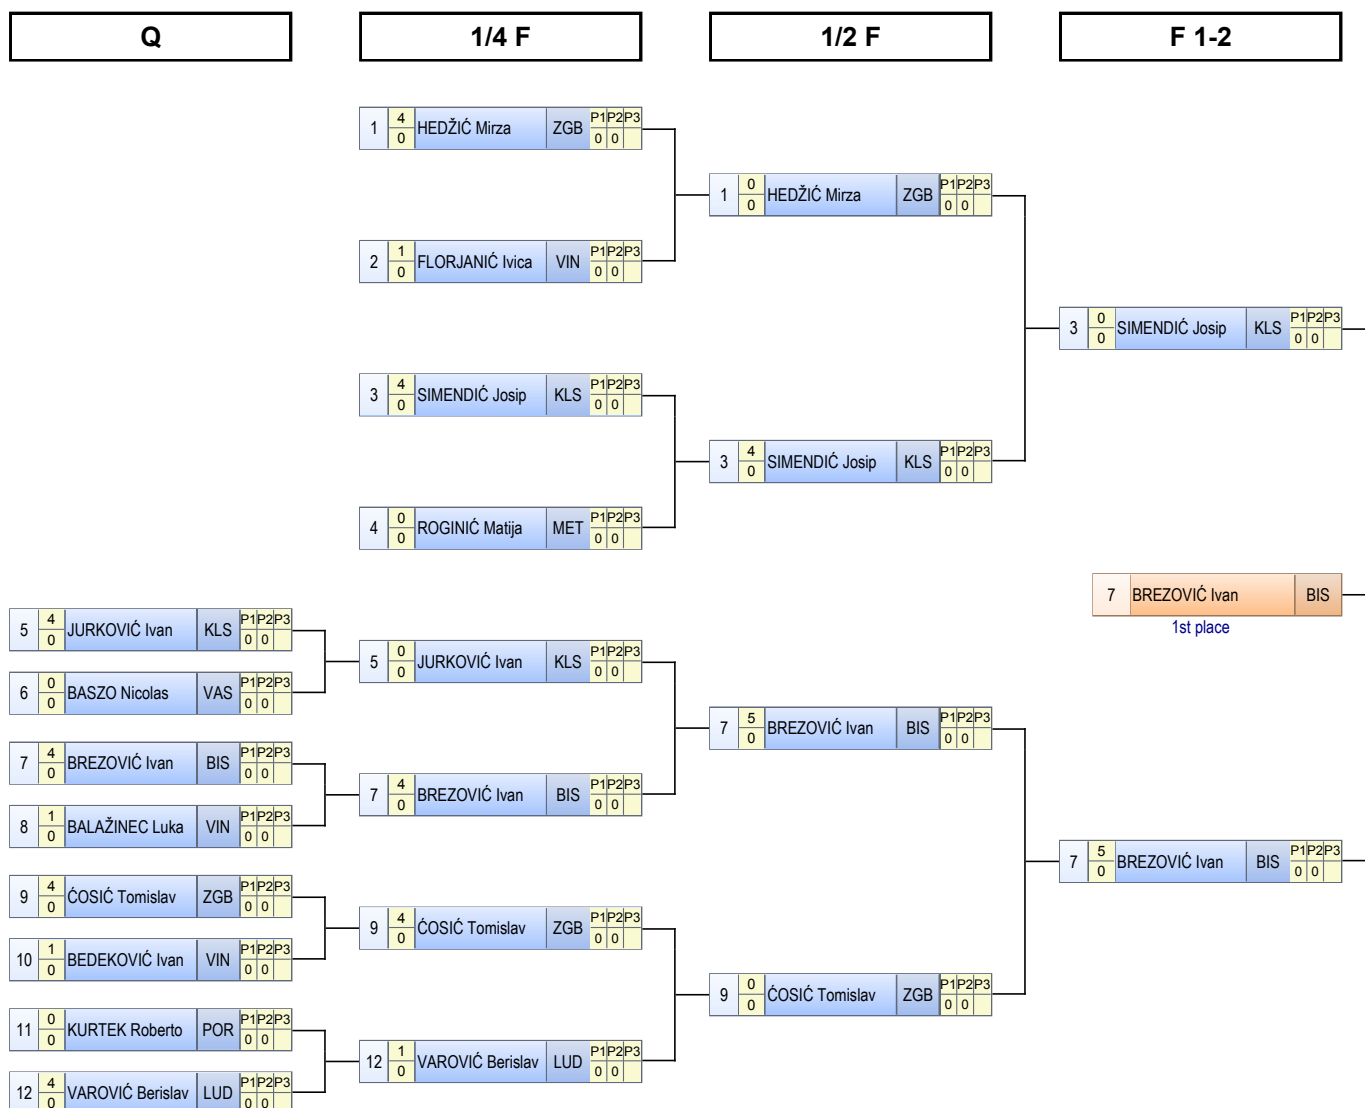 Q
1/4 F
1/2 F
F 1-2
1 4 0 HEDŽIĆ Mirza ZGB P1 P2 P3 0 0
2 1 0 FLORJANIĆ Ivica VIN P1 P2 P3 0 0
3 4 0 SIMENDIĆ Josip KLS P1 P2 P3 0 0
4 0 0 ROGINIĆ Matija MET P1 P2 P3 0 0
1 0 0 HEDŽIĆ Mirza ZGB P1 P2 P3 0 0
3 4 0 SIMENDIĆ Josip KLS P1 P2 P3 0 0
3 0 0 SIMENDIĆ Josip KLS P1 P2 P3 0 0
7 BREZOVIĆ Ivan BIS
1st place
5 4 0 JURKOVIĆ Ivan KLS P1 P2 P3 0 0
6 0 0 BASZO Nicolas VAS P1 P2 P3 0 0
7 4 0 BREZOVIĆ Ivan BIS P1 P2 P3 0 0
8 1 0 BALAŽINEC Luka VIN P1 P2 P3 0 0
9 4 0 ĆOSIĆ Tomislav ZGB P1 P2 P3 0 0
10 1 0 BEDEKOVIĆ Ivan VIN P1 P2 P3 0 0
11 0 0 KURTEK Roberto POR P1 P2 P3 0 0
12 4 0 VAROVIĆ Berislav LUD P1 P2 P3 0 0
5 0 0 JURKOVIĆ Ivan KLS P1 P2 P3 0 0
7 4 0 BREZOVIĆ Ivan BIS P1 P2 P3 0 0
9 4 0 ĆOSIĆ Tomislav ZGB P1 P2 P3 0 0
12 1 0 VAROVIĆ Berislav LUD P1 P2 P3 0 0
7 5 0 BREZOVIĆ Ivan BIS P1 P2 P3 0 0
9 0 0 ĆOSIĆ Tomislav ZGB P1 P2 P3 0 0
7 5 0 BREZOVIĆ Ivan BIS P1 P2 P3 0 0